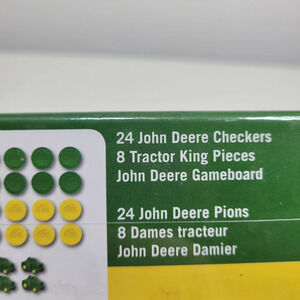 24 John Deere Checkers
8 Tractor King Pieces
John Deere Gameboard
24 John Deere Pions
8 Dames tracteur
John Deere Damier